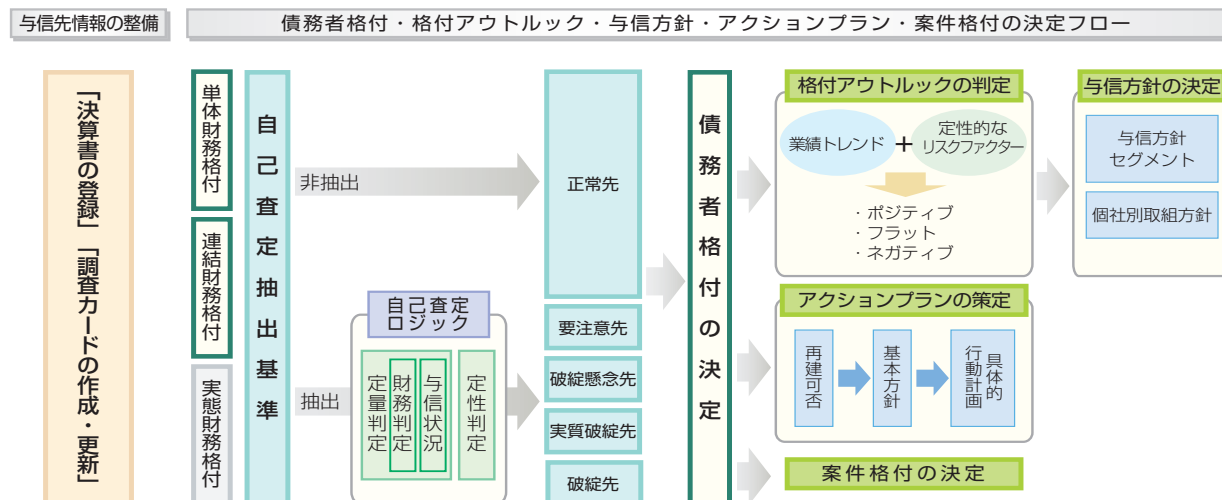 与信先情報の整備
債務者格付・格付アウトルック・与信方針・アクションプラン・案件格付の決定フロー
「決算書の登録」「調査カードの作成・更新」
単体財務格付
連結財務格付
実態財務格付
自己査定抽出基準
非抽出
抽出
自己査定
ロジック
定量判定
財務判定
与信状況
定性判定
正常先
要注意先
破綻懸念先
実質破綻先
破綻先
債務者格付の決定
格付アウトルックの判定
業績トレンド
+
定性的な
リスクファクター
・ポジティブ
・フラット
・ネガティブ
与信方針の決定
与信方針
セグメント
個社別取組方針
アクションプランの策定
再建可否
基本方針
具体的
行動計画
案件格付の決定